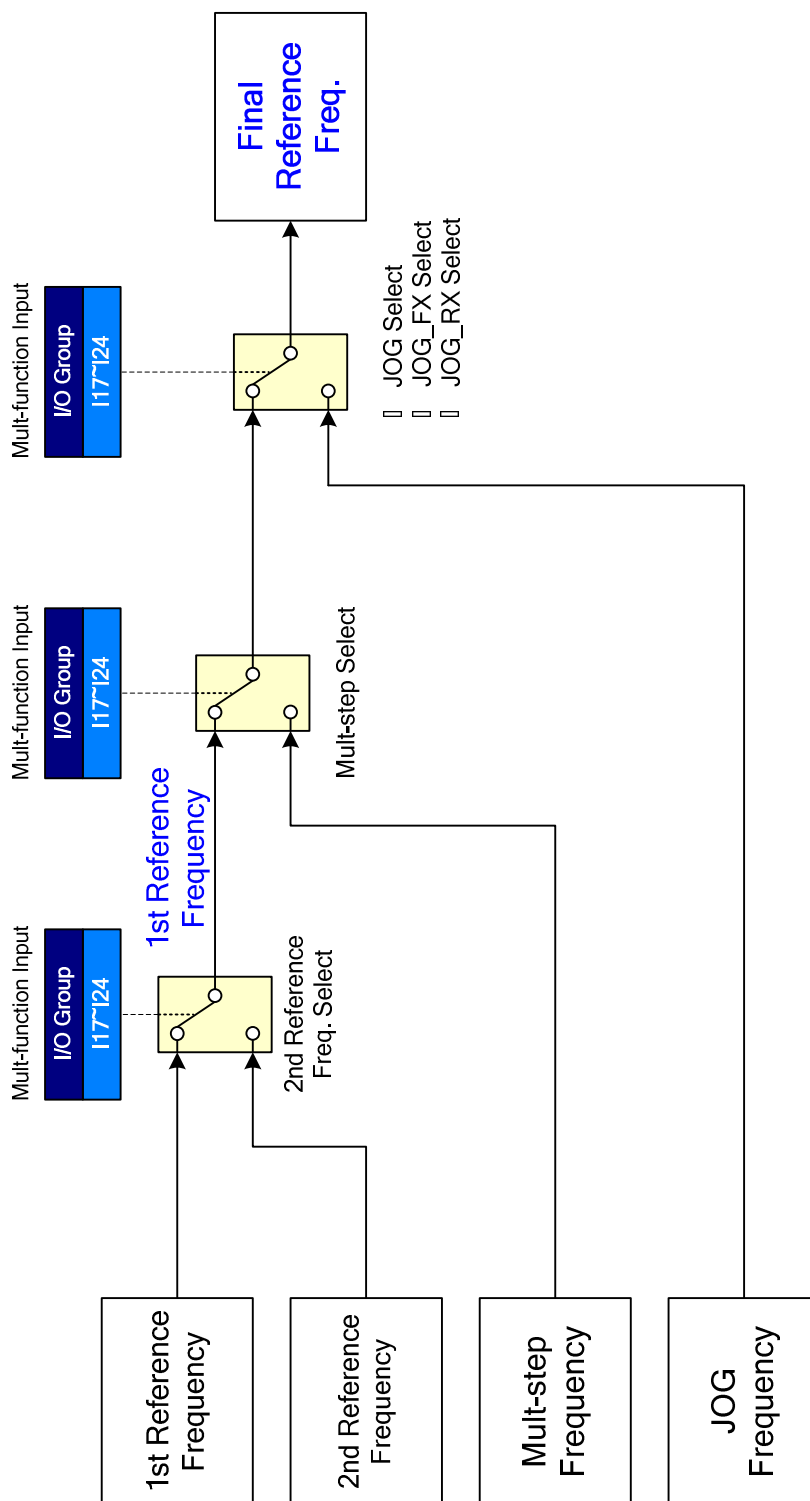 Mult-function Input
I/O Group
I17~I24
Mult-function Input
I/O Group
I17~I24
Mult-function Input
I/O Group
I17~I24
1st Reference
Frequency
2nd Reference
Freq. Select
1st Reference
Frequency
Mult-step Select
Final
Reference
Freq.
JOG Select
JOG_FX Select
JOG_RX Select
2nd Reference
Frequency
Mult-step
Frequency
JOG
Frequency